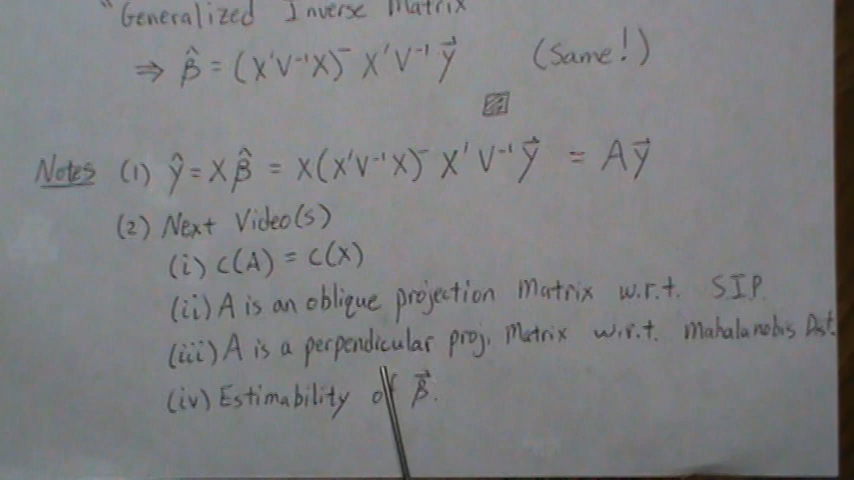 "Generalized Inverse Matrix
⇒ β̂ = (X'V⁻¹X)⁻ X'V⁻¹ y⃗ (Same!)
Notes (1) ŷ = Xβ̂ = X(X'V⁻¹X)⁻ X'V⁻¹ y⃗ = Ay⃗
(2) Next Video(s)
(i) C(A) = C(X)
(ii) A is an oblique projection Matrix w.r.t. S.I.P.
(iii) A is a perpendicular proj. Matrix w.r.t. Mahalanobis Dist.
(iv) Estimability of β⃗.